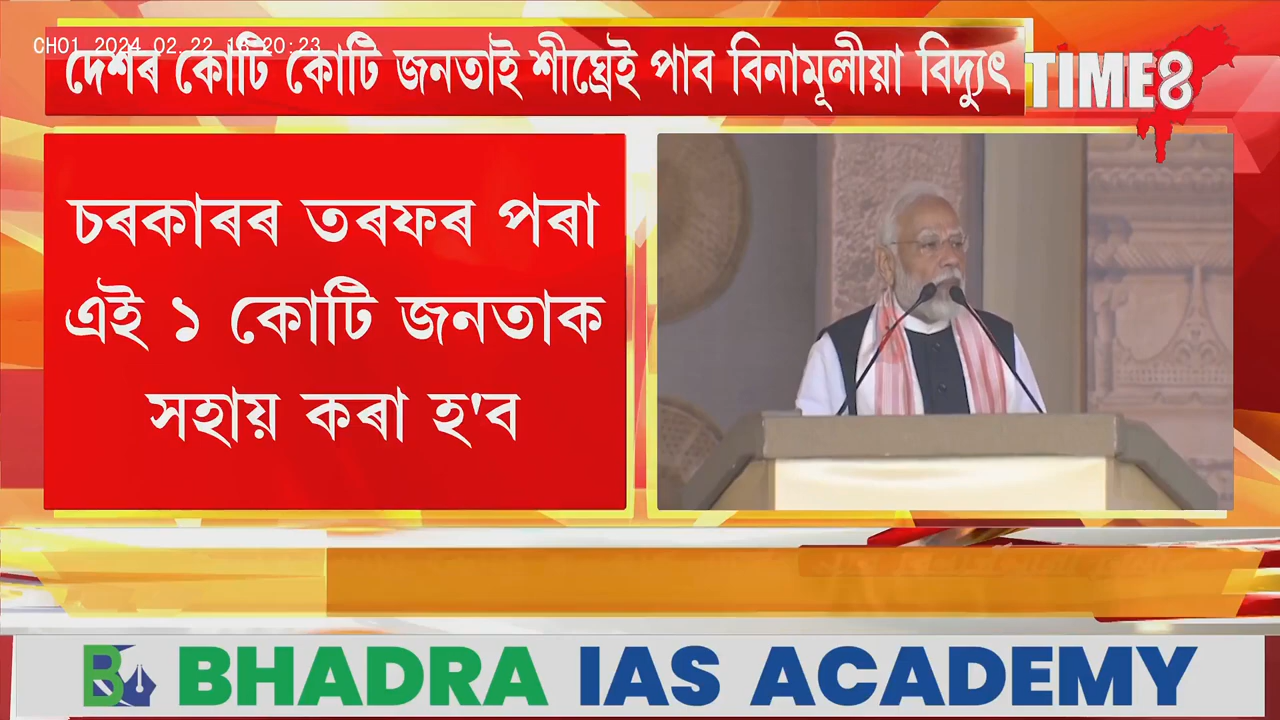 CH01 2024 02 22 18:20:23
দেশৰ কোটি কোটি জনতাই শীঘ্ৰেই পাব বিনামূলীয়া বিদ্যুৎ
TIME8
চৰকাৰৰ তৰফৰ পৰা
এই ১ কোটি জনতাক
সহায় কৰা হ'ব
BHADRA IAS ACADEMY